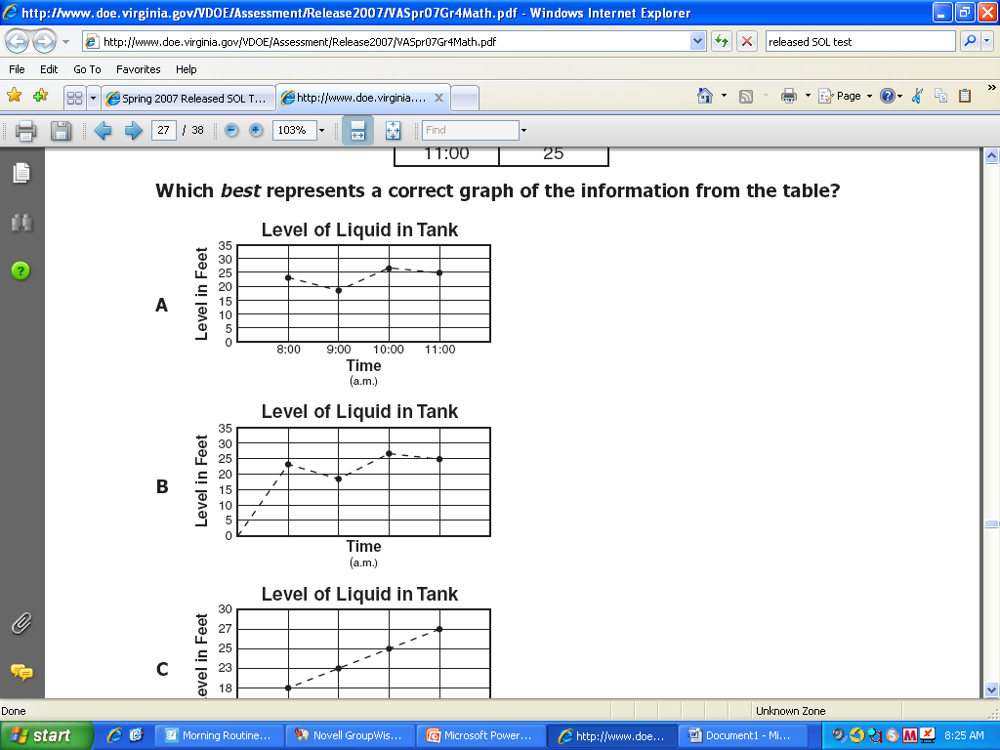 http://www.doe.virginia.gov/VDOE/Assessment/Release2007/VASpr07Gr4Math.pdf - Windows Internet Explorer
http://www.doe.virginia.gov/VDOE/Assessment/Release2007/VASpr07Gr4Math.pdf released SOL test
File Edit Go To Favorites Help
Spring 2007 Released SOL T... http://www.doe.virginia.... Page
27 / 38 103% Find
11:00 25
Which best represents a correct graph of the information from the table?
A
Level of Liquid in Tank
Level in Feet
35
30
25
20
15
10
5
0
8:00 9:00 10:00 11:00
Time
(a.m.)
B
Level of Liquid in Tank
Level in Feet
35
30
25
20
15
10
5
0
Time
(a.m.)
C
Level of Liquid in Tank
evel in Feet
30
27
25
23
18
Done Unknown Zone
start Morning Routine... Novell GroupWis... Microsoft Power... http://www.doe... Document1 - Mi... 8:25 AM